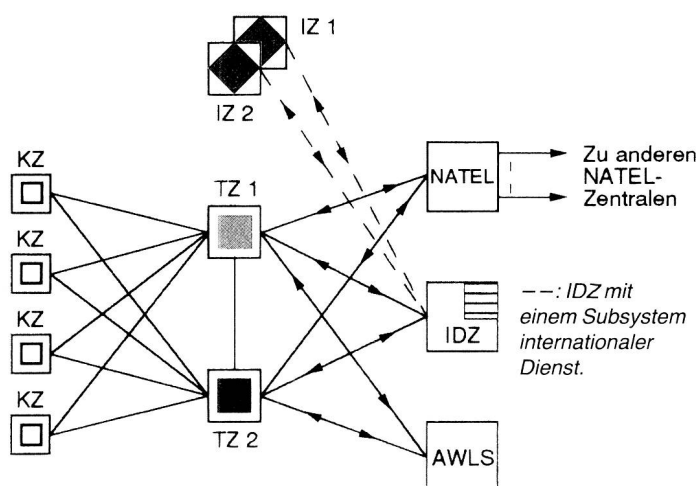 IZ 1
IZ 2
KZ
TZ 1
NATEL
Zu anderen
NATEL-
Zentralen
KZ
KZ
IDZ
– –: IDZ mit
einem Subsystem
internationaler
Dienst.
KZ
TZ 2
AWLS